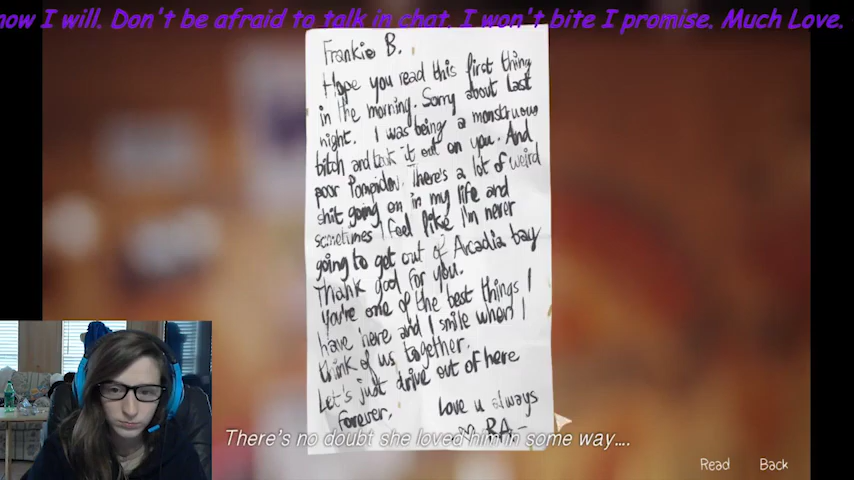 now I will. Don't be afraid to talk in chat. I won't bite I promise. Much Love.
Frankie B.
Hope you read this first thing
in the morning. Sorry about last
night. I was being a monstruous
bitch and took it out on you. And
poor Pompidou. There's a lot of weird
shit going on in my life and
sometimes I feel like I'm never
going to get out of Arcadia bay
Thank god for you.
You're one of the best things I
have here and I smile when I
think of us together.
Let's just drive out of here
forever.
Love u always
RA
There's no doubt she loved him in some way....
Read Back